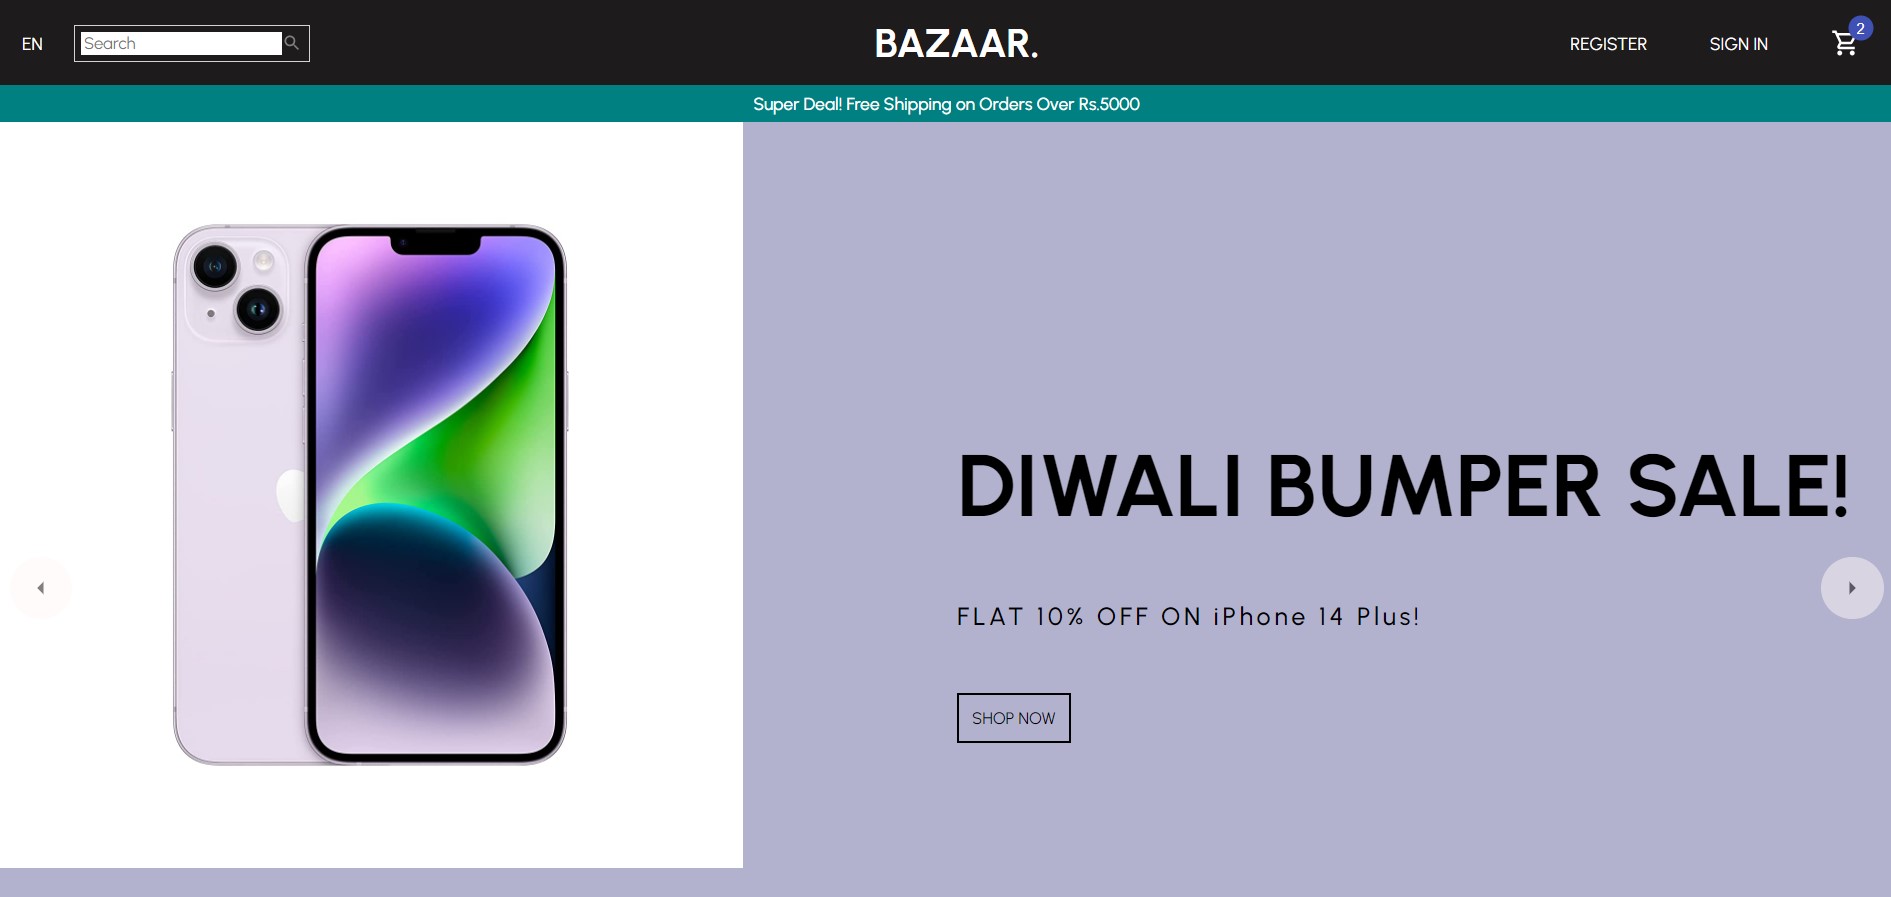 EN
Search
BAZAAR.
REGISTER
SIGN IN
2
Super Deal! Free Shipping on Orders Over Rs.5000
DIWALI BUMPER SALE!
FLAT 10% OFF ON iPhone 14 Plus!
SHOP NOW